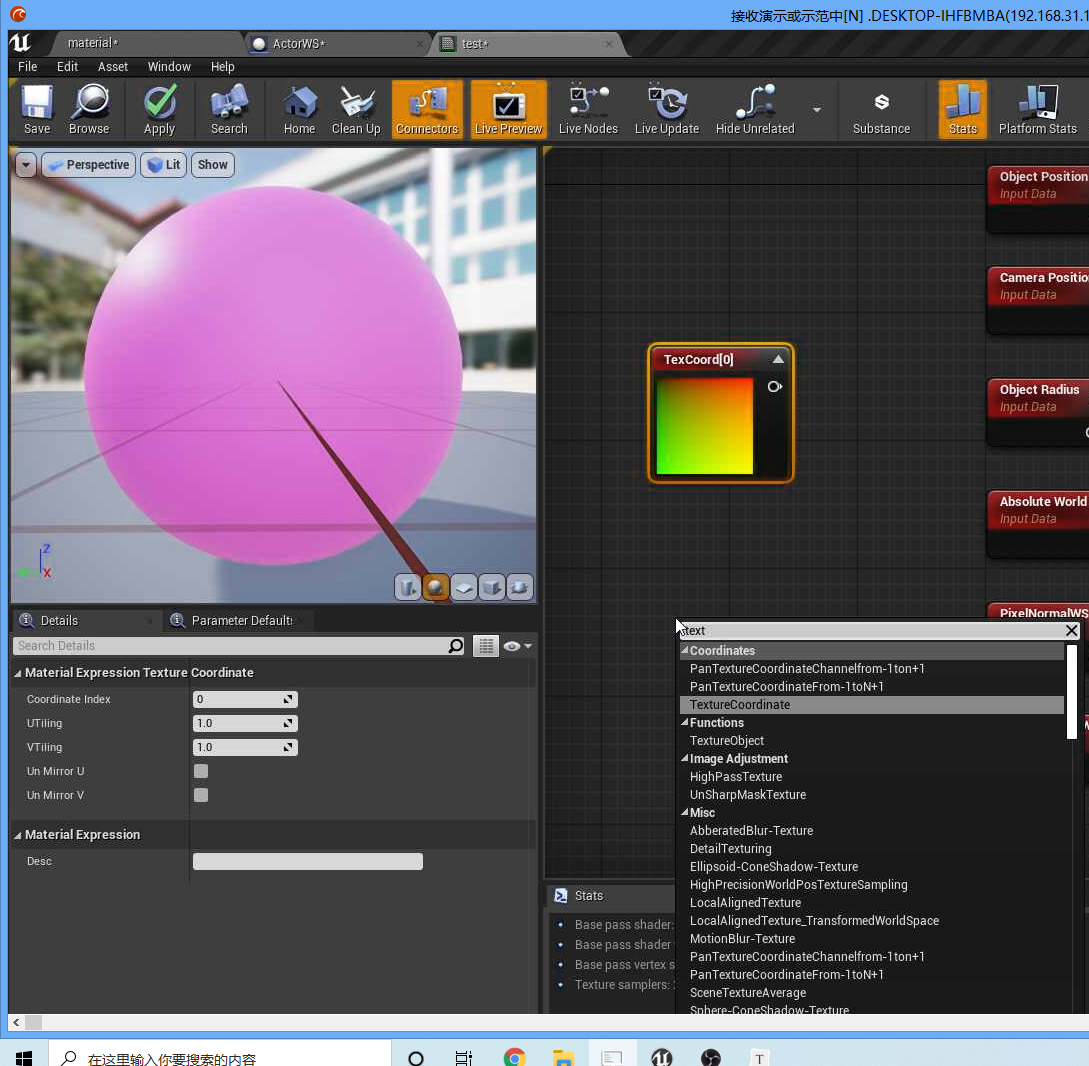 接收演示或示范中[N] .DESKTOP-IHFBMBA(192.168.31.1
material*
ActorWS*
test*
File Edit Asset Window Help
Save Browse Apply Search Home Clean Up Connectors Live Preview Live Nodes Live Update Hide Unrelated Substance Stats Platform Stats
Perspective Lit Show
Object Position
Input Data
Camera Positio
Input Data
TexCoord[0]
Object Radius
Input Data
Absolute World
Input Data
Z
X
PixelNormalWS
Details
Parameter Defaults
Search Details
Material Expression Texture Coordinate
Coordinate Index 0
UTiling 1.0
VTiling 1.0
Un Mirror U
Un Mirror V
Material Expression
Desc
text
Coordinates
PanTextureCoordinateChannelfrom-1ton+1
PanTextureCoordinateFrom-1toN+1
TextureCoordinate
Functions
TextureObject
Image Adjustment
HighPassTexture
UnSharpMaskTexture
Misc
AbberatedBlur-Texture
DetailTexturing
Ellipsoid-ConeShadow-Texture
HighPrecisionWorldPosTextureSampling
LocalAlignedTexture
LocalAlignedTexture_TransformedWorldSpace
MotionBlur-Texture
PanTextureCoordinateChannelfrom-1ton+1
PanTextureCoordinateFrom-1toN+1
SceneTextureAverage
Sphere-ConeShadow-Texture
Stats
Base pass shader:
Base pass shader
Base pass vertex s
Texture samplers:
在这里输入你要搜索的内容
T